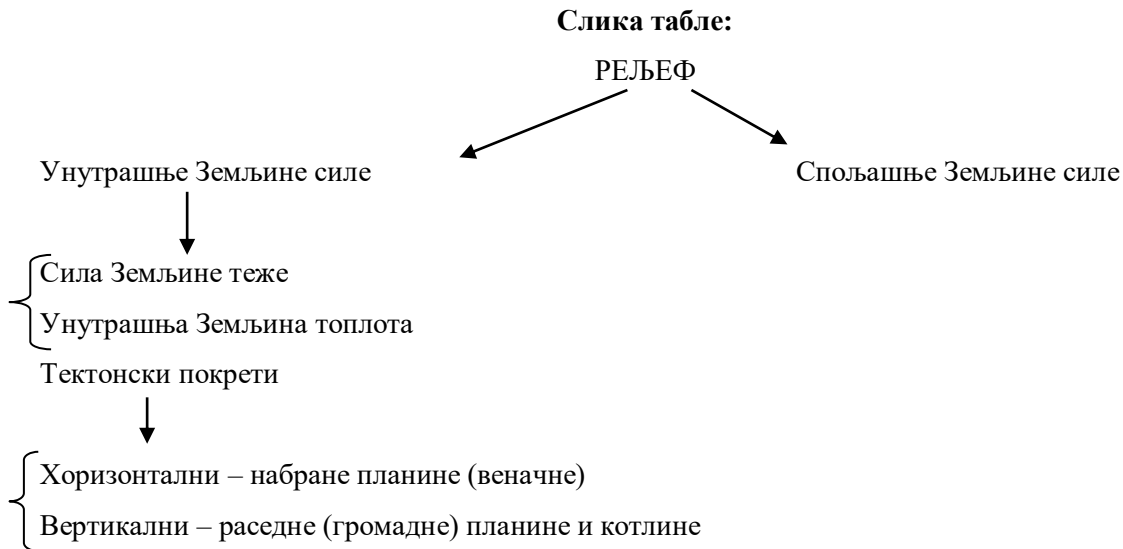 Слика табле:
РЕЉЕФ
Унутрашње Земљине силе
Спољашње Земљине силе
Сила Земљине теже
Унутрашња Земљина топлота
Тектонски покрети
Хоризонтални – набране планине (веначне)
Вертикални – раседне (громадне) планине и котлине